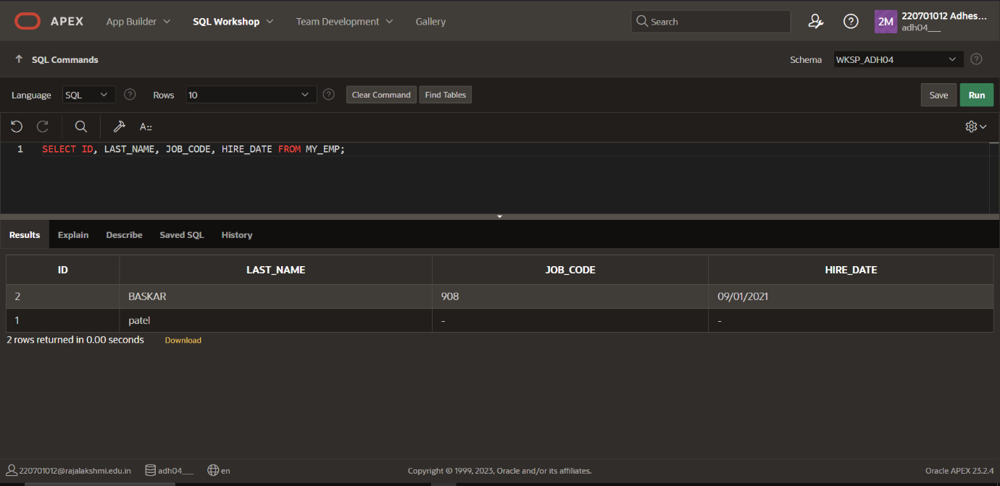 APEX App Builder SQL Workshop Team Development Gallery Search 2M 220701012 Adhes...
adh04___
SQL Commands Schema WKSP_ADH04
Language SQL Rows 10 Clear Command Find Tables Save Run
A::
1 SELECT ID, LAST_NAME, JOB_CODE, HIRE_DATE FROM MY_EMP;
Results Explain Describe Saved SQL History
ID LAST_NAME JOB_CODE HIRE_DATE
2 BASKAR 908 09/01/2021
1 patel - -
2 rows returned in 0.00 seconds Download
220701012@rajalakshmi.edu.in adh04___ en Copyright © 1999, 2023, Oracle and/or its affiliates. Oracle APEX 23.2.4